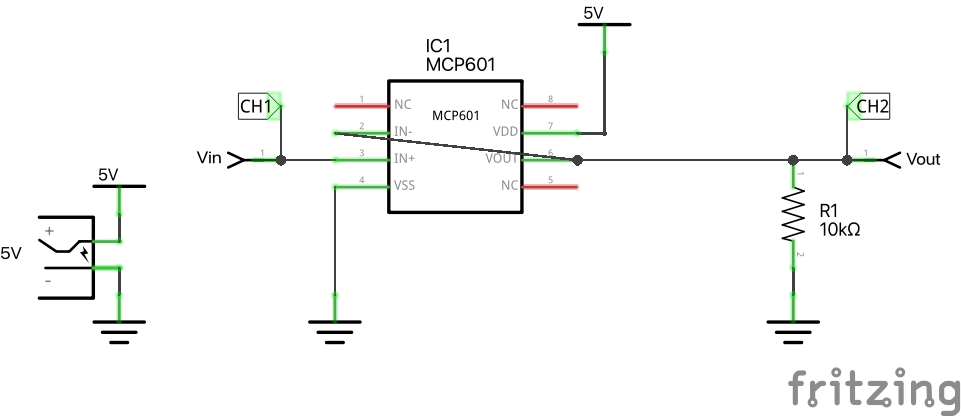 5V
IC1
MCP601
CH1
1
NC
NC
8
MCP601
CH2
2
IN-
VDD
7
Vin
1
3
IN+
VOUT
6
1
Vout
4
VSS
NC
5
1
5V
R1
10kΩ
+
5V
2
-
fritzing